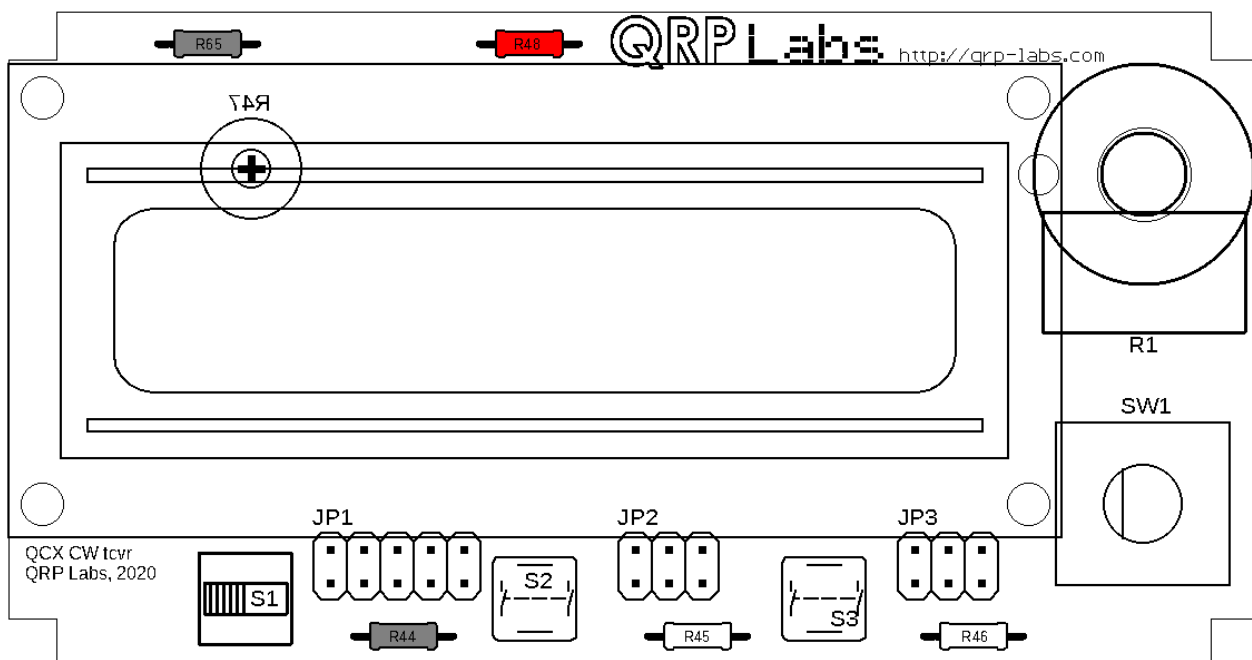 R65
R48
QRP Labs http://qrp-labs.com
R47
R1
SW1
JP1
JP2
JP3
QCX CW tcvr
QRP Labs, 2020
S1
S2
S3
R44
R45
R46